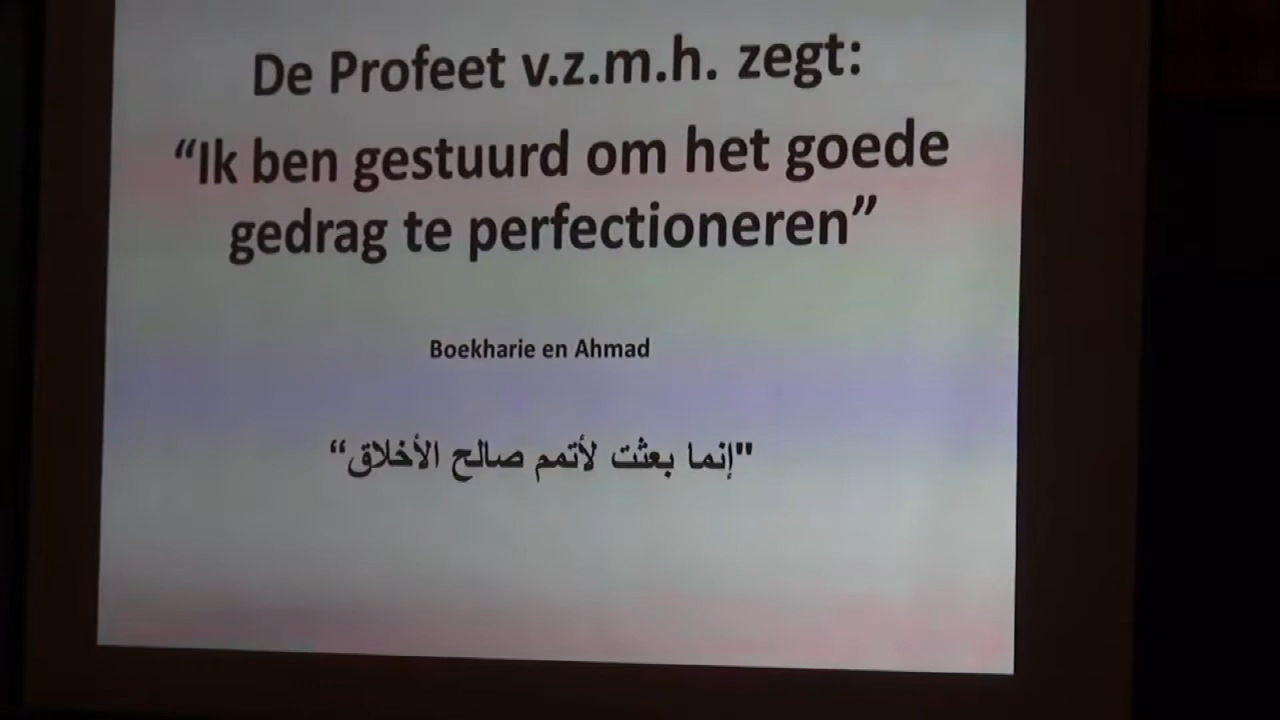 De Profeet v.z.m.h. zegt:
“Ik ben gestuurd om het goede
gedrag te perfectioneren”
Boekharie en Ahmad
"إنما بعثت لأتمم صالح الأخلاق“